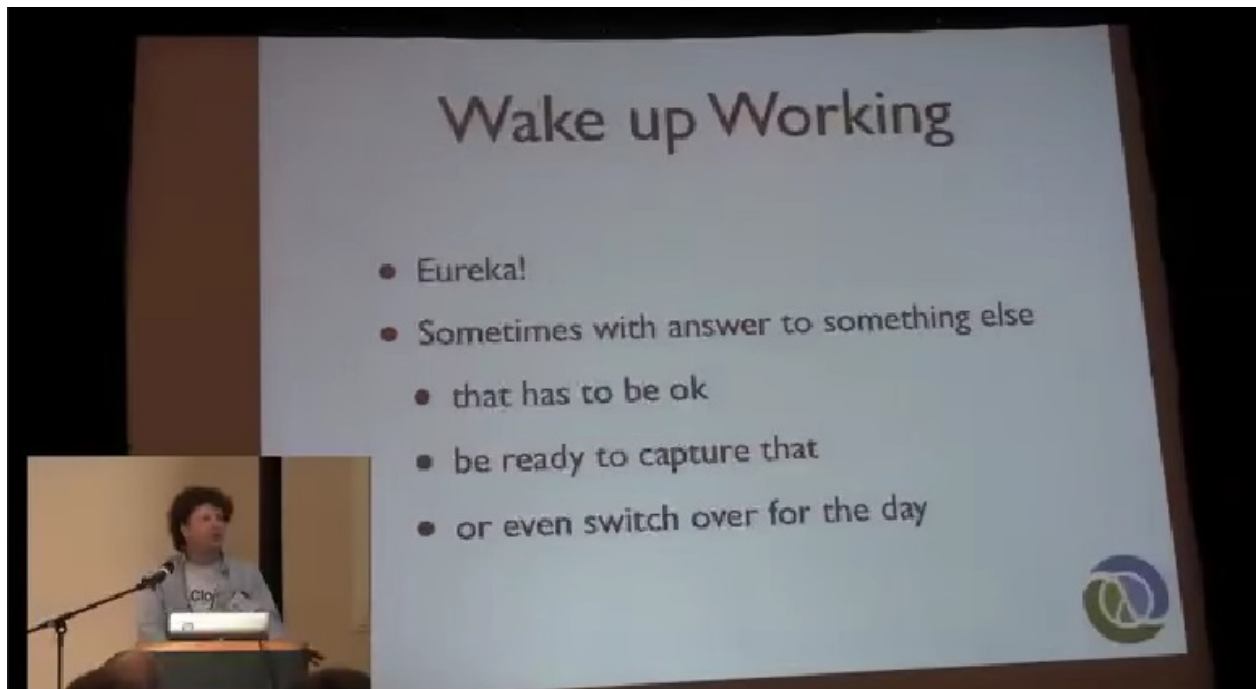 Wake up Working
• Eureka!
• Sometimes with answer to something else
• that has to be ok
• be ready to capture that
• or even switch over for the day
Cloj